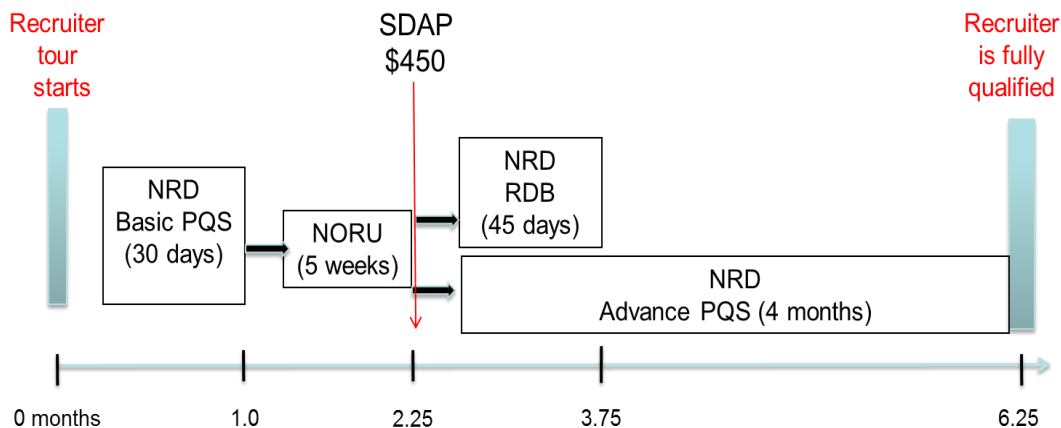 Recruiter
tour
starts
SDAP
$450
Recruiter
is fully
qualified
NRD
Basic PQS
(30 days)
NORU
(5 weeks)
NRD
RDB
(45 days)
NRD
Advance PQS (4 months)
0 months
1.0
2.25
3.75
6.25